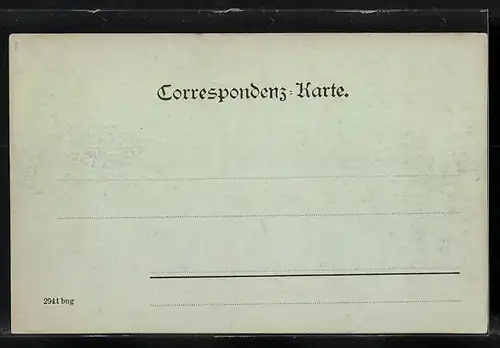 Correspondenz-Karte.
2941 bng